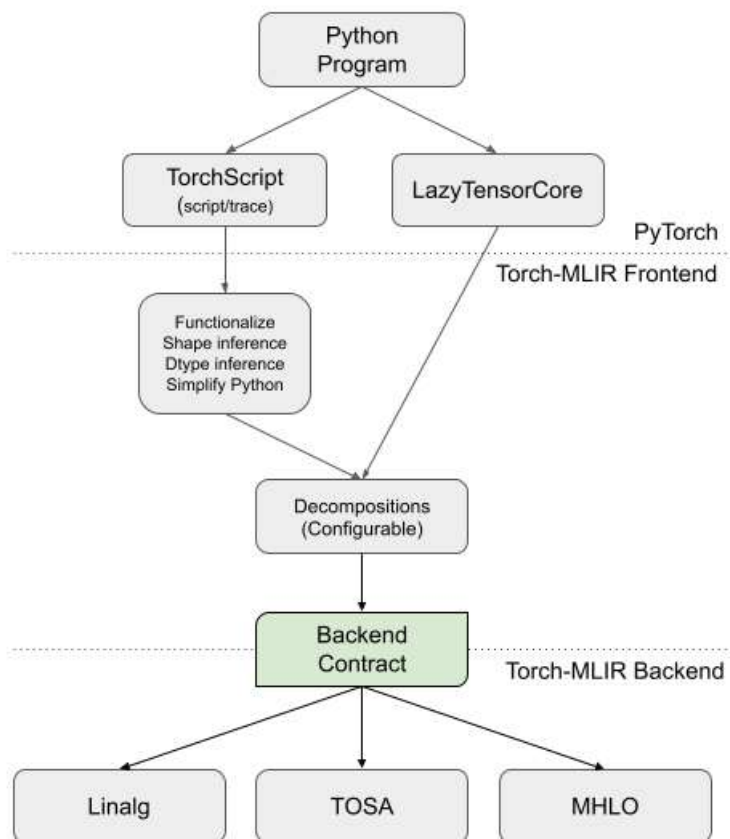 Python
Program
TorchScript
(script/trace)
LazyTensorCore
PyTorch
Torch-MLIR Frontend
Functionalize
Shape inference
Dtype inference
Simplify Python
Decompositions
(Configurable)
Backend
Contract
Torch-MLIR Backend
Linalg
TOSA
MHLO